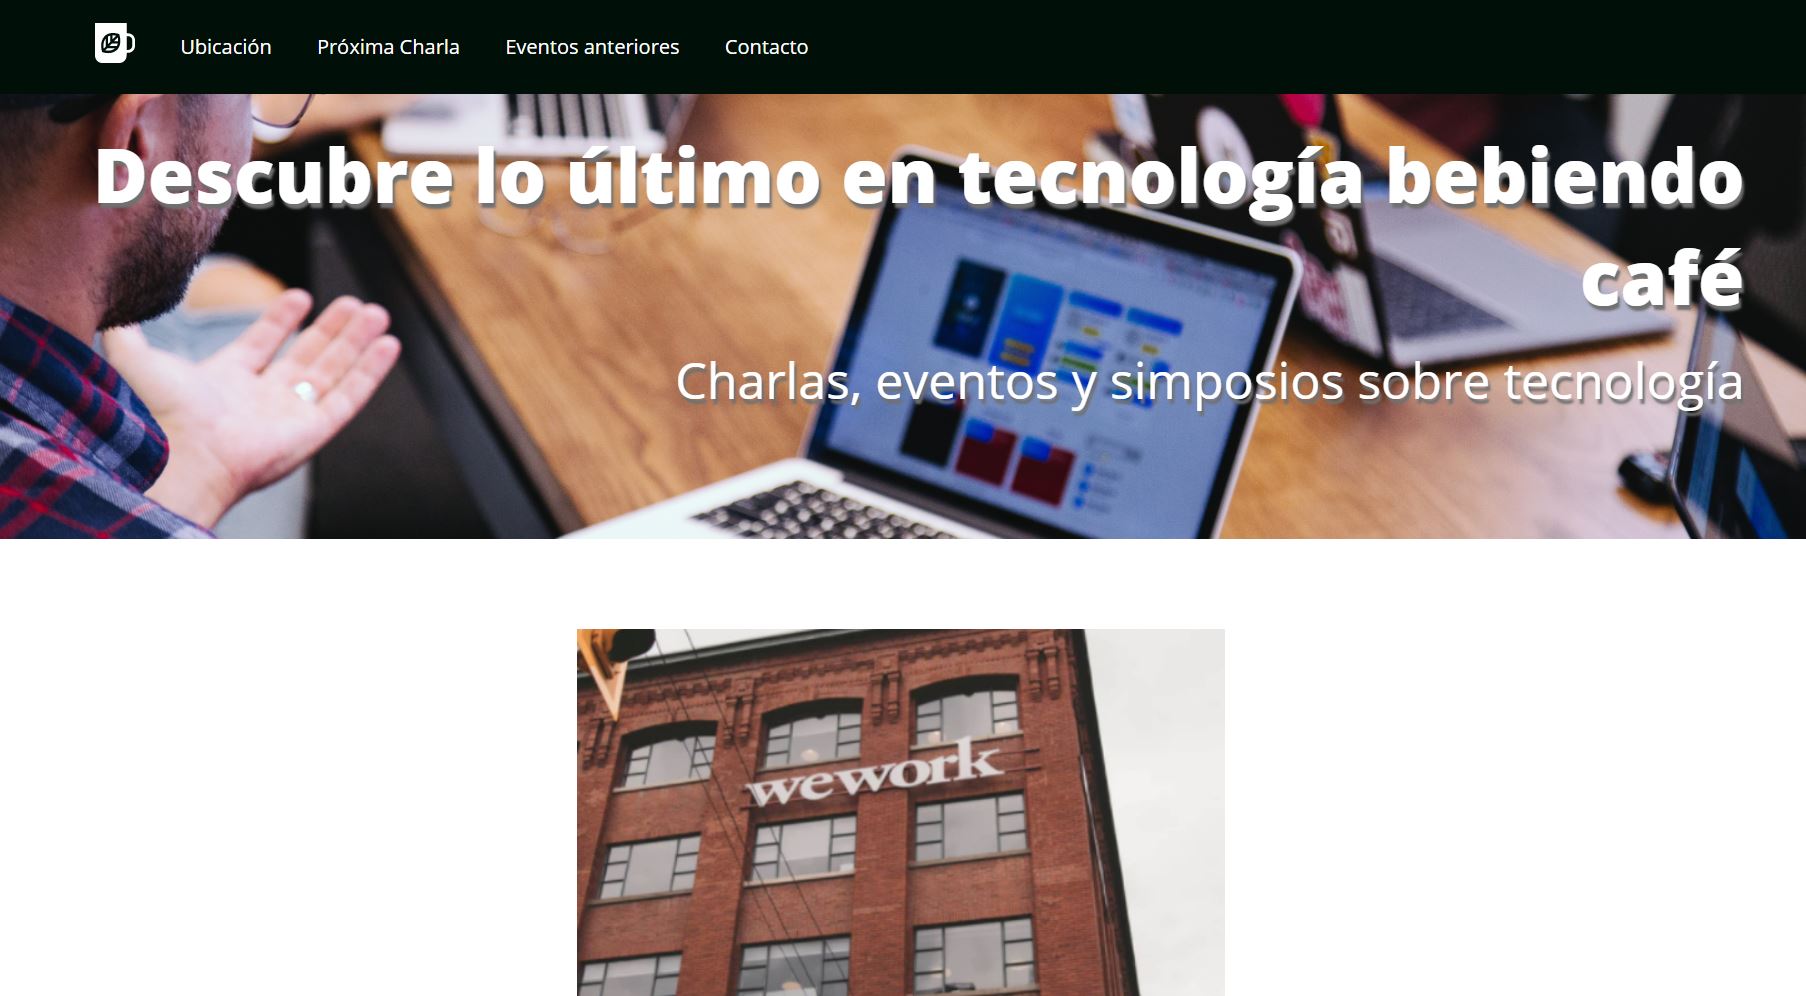 Ubicación
Próxima Charla
Eventos anteriores
Contacto
Descubre lo último en tecnología bebiendo
café
Charlas, eventos y simposios sobre tecnología
wework